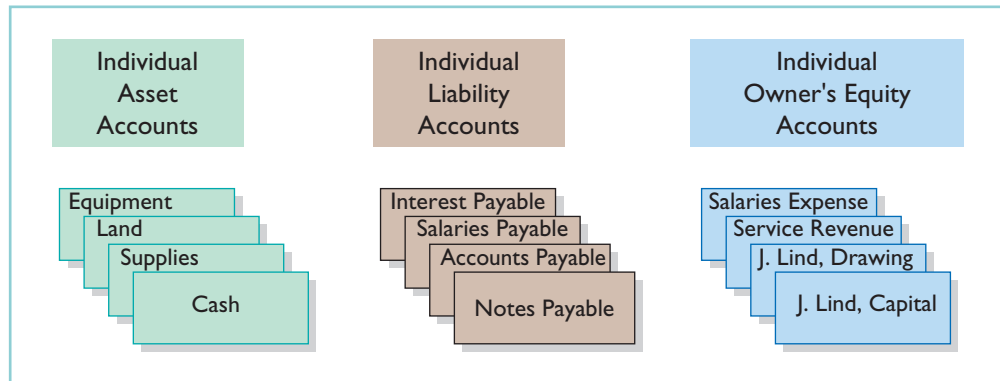 Individual
Asset
Accounts
Individual
Liability
Accounts
Individual
Owner's Equity
Accounts
Equipment
Land
Supplies
Cash
Interest Payable
Salaries Payable
Accounts Payable
Notes Payable
Salaries Expense
Service Revenue
J. Lind, Drawing
J. Lind, Capital